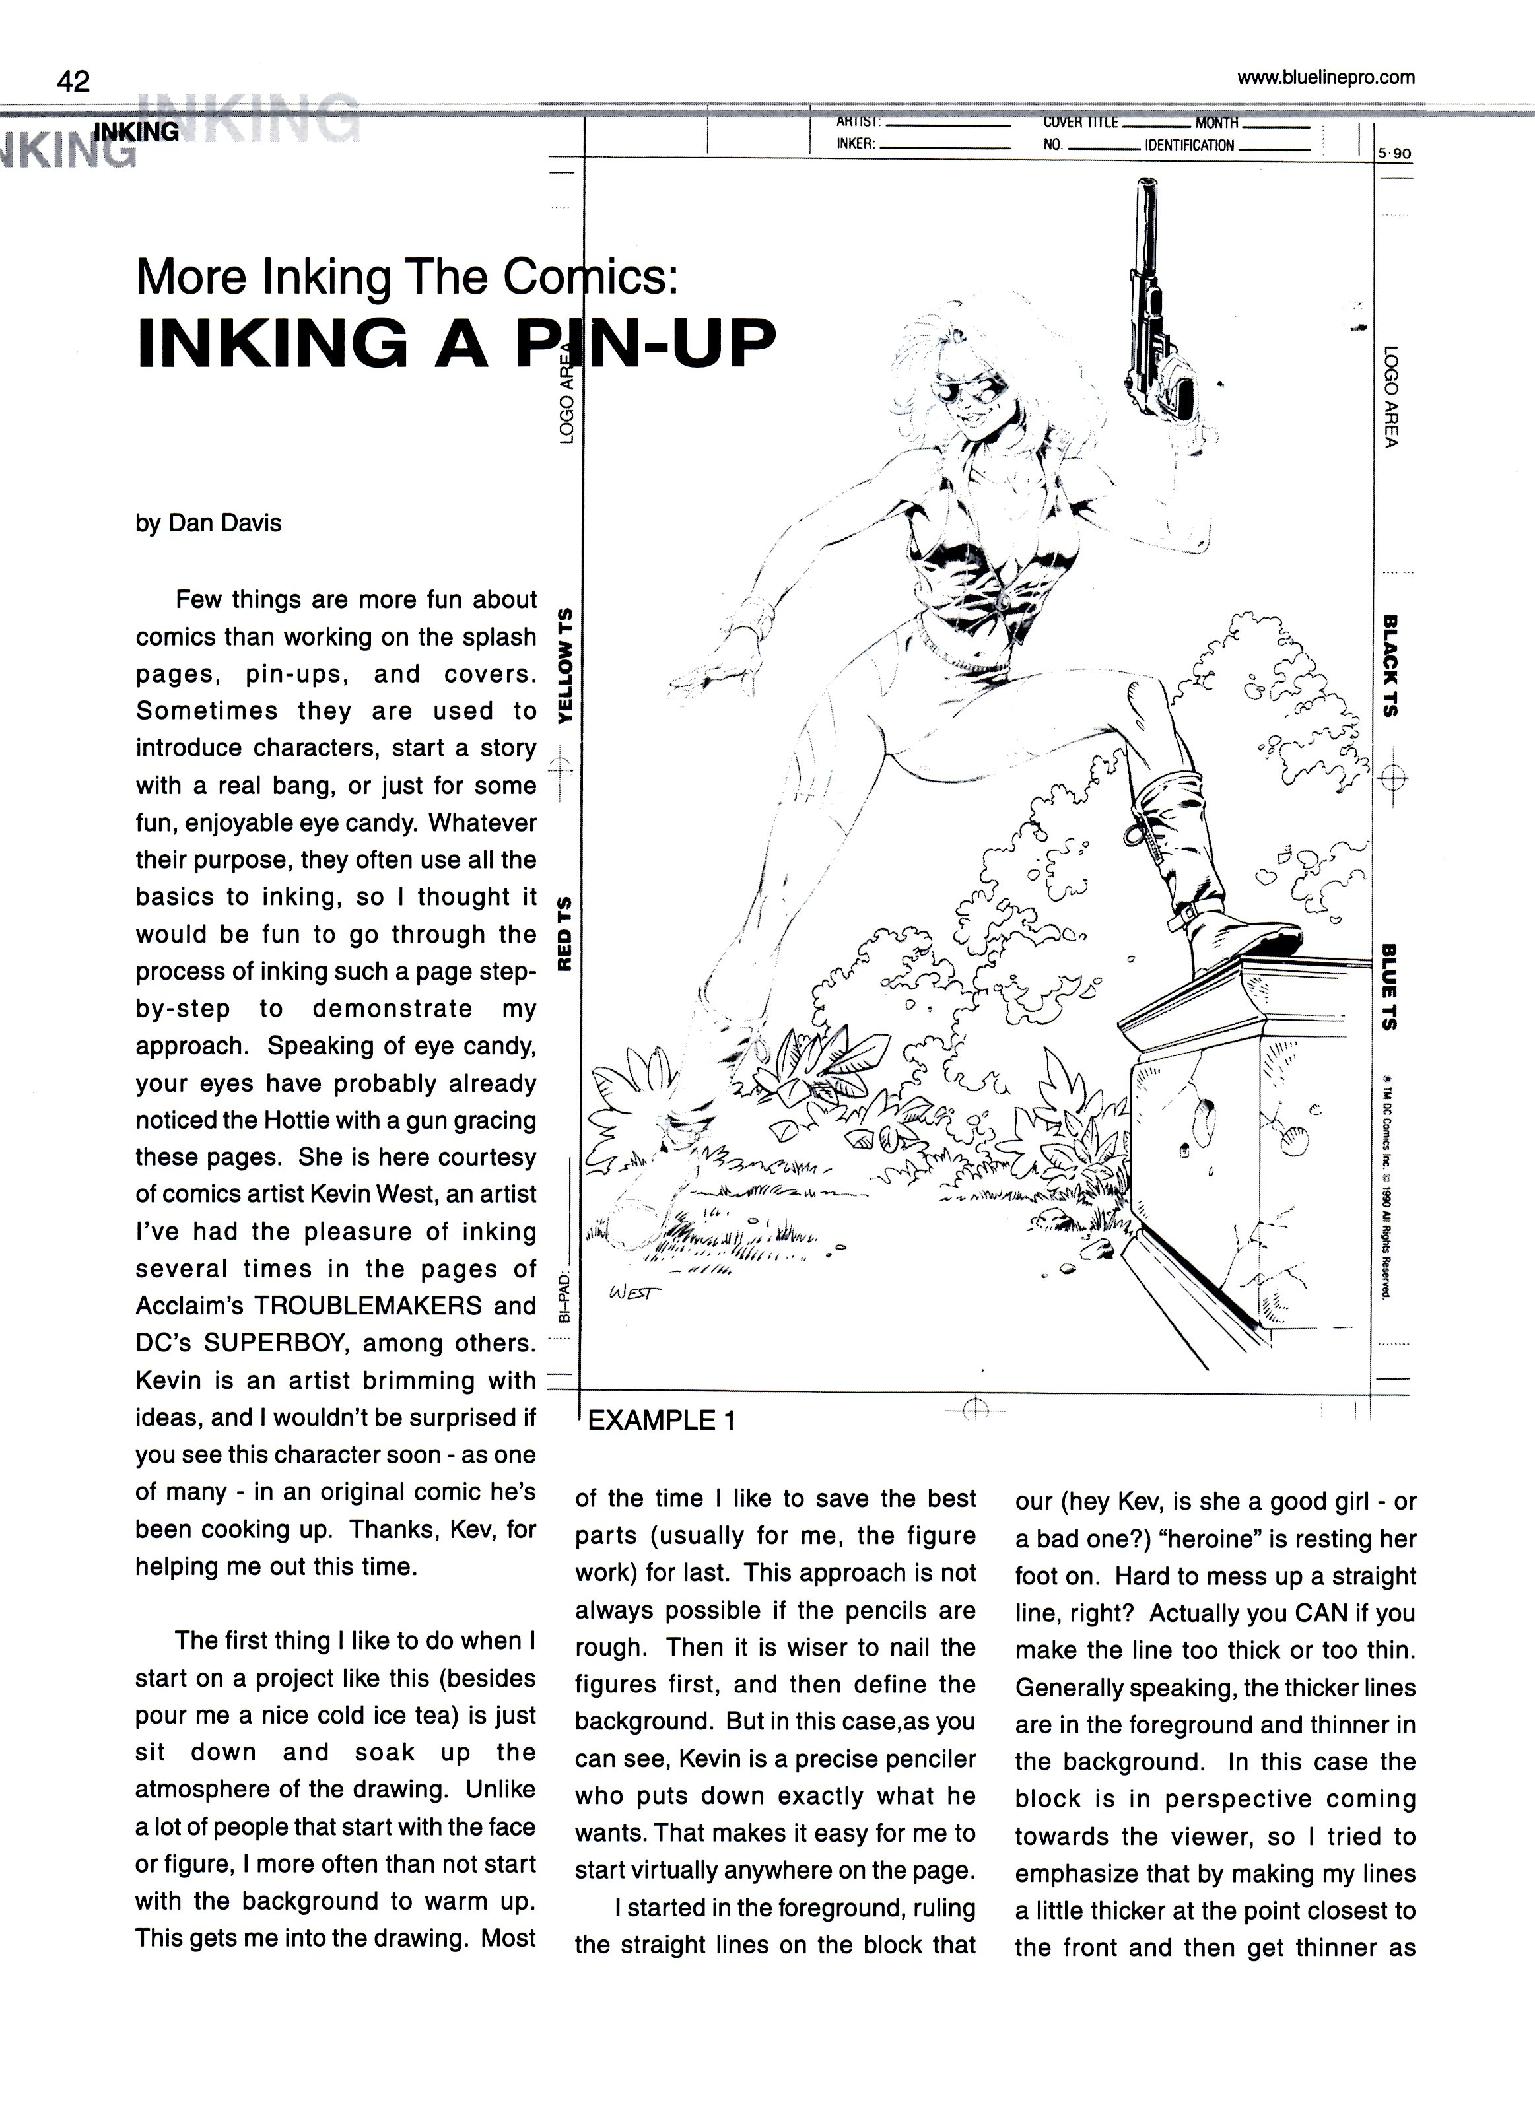 42
www.bluelinepro.com
INKING
INKING
INKING
ARTIST:
COVER TITLE
MONTH
INKER:
NO.
IDENTIFICATION
5·90
More Inking The Comics:
INKING A PIN-UP
LOGO AREA
LOGO AREA
by Dan Davis
Few things are more fun about
comics than working on the splash
pages, pin-ups, and covers.
Sometimes they are used to
introduce characters, start a story
with a real bang, or just for some
fun, enjoyable eye candy. Whatever
their purpose, they often use all the
basics to inking, so I thought it
would be fun to go through the
process of inking such a page step-
by-step to demonstrate my
approach. Speaking of eye candy,
your eyes have probably already
noticed the Hottie with a gun gracing
these pages. She is here courtesy
of comics artist Kevin West, an artist
I've had the pleasure of inking
several times in the pages of
Acclaim's TROUBLEMAKERS and
DC's SUPERBOY, among others.
Kevin is an artist brimming with
ideas, and I wouldn't be surprised if
you see this character soon - as one
of many - in an original comic he's
been cooking up. Thanks, Kev, for
helping me out this time.
The first thing I like to do when I
start on a project like this (besides
pour me a nice cold ice tea) is just
sit down and soak up the
atmosphere of the drawing. Unlike
a lot of people that start with the face
or figure, I more often than not start
with the background to warm up.
This gets me into the drawing. Most
YELLOW TS
RED TS
BI-PAD:
BLACK TS
BLUE TS
® TM DC Comics Inc. © 1990 All Rights Reserved.
WEST
EXAMPLE 1
of the time I like to save the best
parts (usually for me, the figure
work) for last. This approach is not
always possible if the pencils are
rough. Then it is wiser to nail the
figures first, and then define the
background. But in this case,as you
can see, Kevin is a precise penciler
who puts down exactly what he
wants. That makes it easy for me to
start virtually anywhere on the page.
I started in the foreground, ruling
the straight lines on the block that
our (hey Kev, is she a good girl - or
a bad one?) “heroine” is resting her
foot on. Hard to mess up a straight
line, right? Actually you CAN if you
make the line too thick or too thin.
Generally speaking, the thicker lines
are in the foreground and thinner in
the background. In this case the
block is in perspective coming
towards the viewer, so I tried to
emphasize that by making my lines
a little thicker at the point closest to
the front and then get thinner as